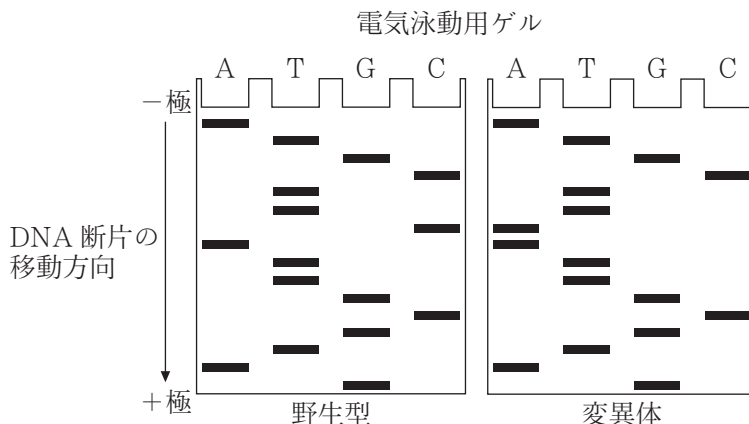 電気泳動用ゲル
A T G C A T G C
－極
DNA 断片の
移動方向
＋極
野生型 変異体